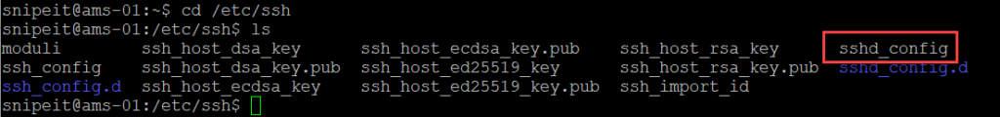 snipeit@ams-01:~$ cd /etc/ssh
snipeit@ams-01:/etc/ssh$ ls
moduli ssh_host_dsa_key ssh_host_ecdsa_key.pub ssh_host_rsa_key sshd_config
ssh_config ssh_host_dsa_key.pub ssh_host_ed25519_key ssh_host_rsa_key.pub sshd_config.d
ssh_config.d ssh_host_ecdsa_key ssh_host_ed25519_key.pub ssh_import_id
snipeit@ams-01:/etc/ssh$